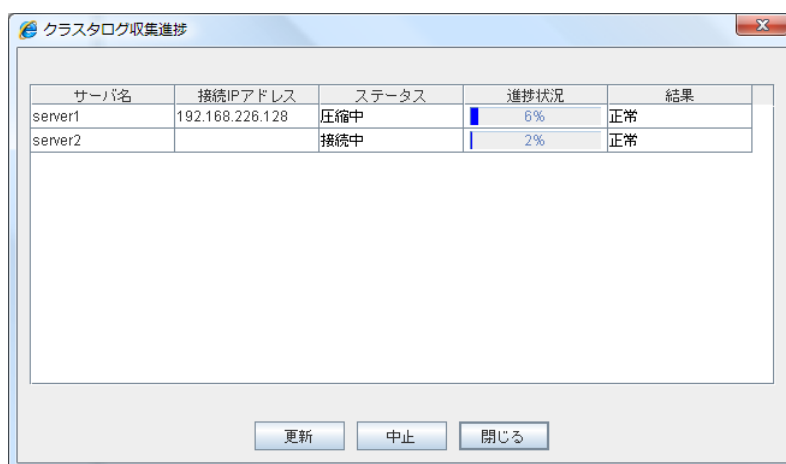 クラスタログ収集進捗
サーバ名 接続IPアドレス ステータス 進捗状況 結果
server1 192.168.226.128 圧縮中 6% 正常
server2 接続中 2% 正常
更新 中止 閉じる